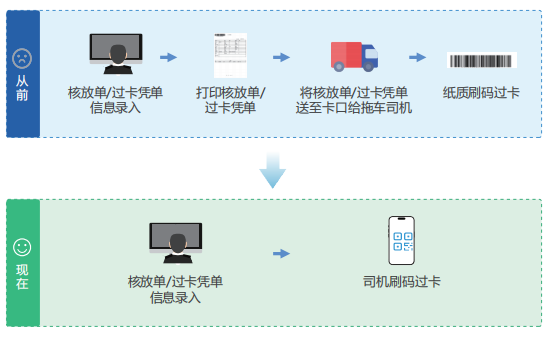 从前
核放单/过卡凭单
信息录入
打印核放单/
过卡凭单
将核放单/过卡凭单
送至卡口给拖车司机
纸质刷码过卡
现在
核放单/过卡凭单
信息录入
司机刷码过卡